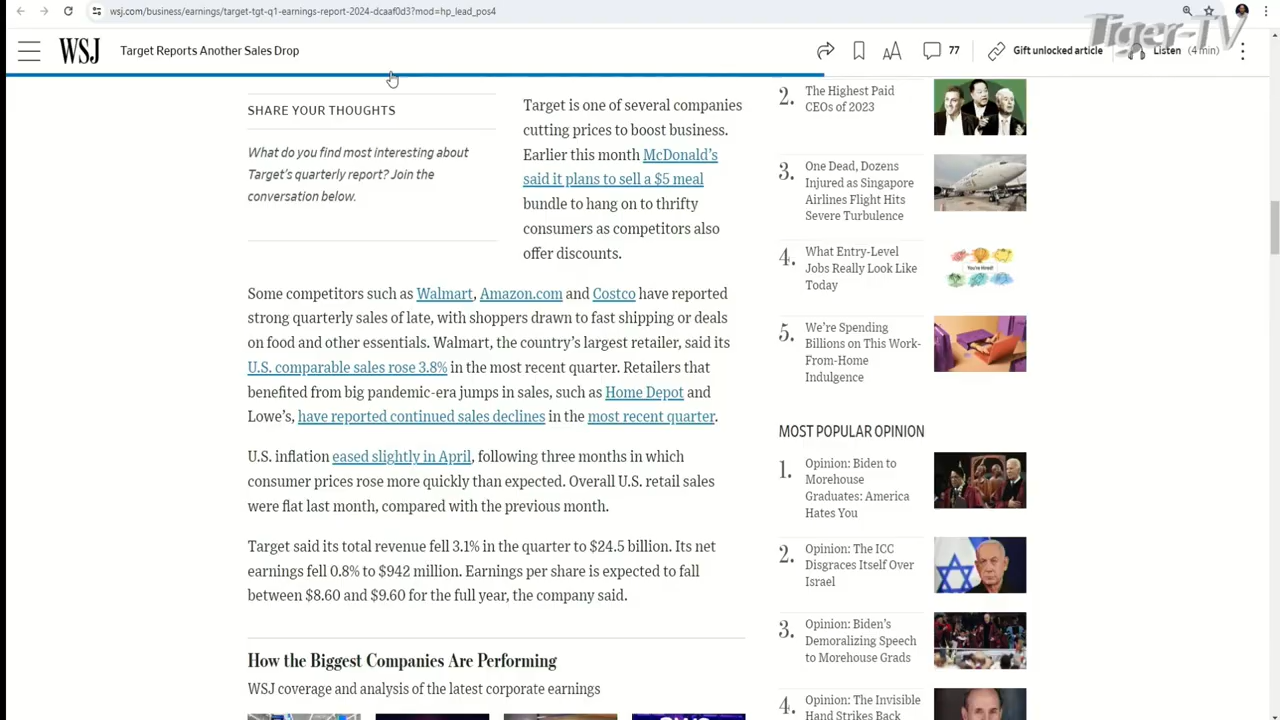 wsj.com/business/earnings/target-tgt-q1-earnings-report-2024-dcaaf0d3?mod=hp_lead_pos4
Tiger-TV
WSJ
Target Reports Another Sales Drop
77
Gift unlocked article
Listen (4 min)
SHARE YOUR THOUGHTS
What do you find most interesting about
Target's quarterly report? Join the
conversation below.
Target is one of several companies
cutting prices to boost business.
Earlier this month McDonald's
said it plans to sell a $5 meal
bundle to hang on to thrifty
consumers as competitors also
offer discounts.
Some competitors such as Walmart, Amazon.com and Costco have reported
strong quarterly sales of late, with shoppers drawn to fast shipping or deals
on food and other essentials. Walmart, the country's largest retailer, said its
U.S. comparable sales rose 3.8% in the most recent quarter. Retailers that
benefited from big pandemic-era jumps in sales, such as Home Depot and
Lowe's, have reported continued sales declines in the most recent quarter.
U.S. inflation eased slightly in April, following three months in which
consumer prices rose more quickly than expected. Overall U.S. retail sales
were flat last month, compared with the previous month.
Target said its total revenue fell 3.1% in the quarter to $24.5 billion. Its net
earnings fell 0.8% to $942 million. Earnings per share is expected to fall
between $8.60 and $9.60 for the full year, the company said.
How the Biggest Companies Are Performing
WSJ coverage and analysis of the latest corporate earnings
2. The Highest Paid
CEOs of 2023
3. One Dead, Dozens
Injured as Singapore
Airlines Flight Hits
Severe Turbulence
4. What Entry-Level
Jobs Really Look Like
Today
You're Hired!
5. We're Spending
Billions on This Work-
From-Home
Indulgence
MOST POPULAR OPINION
1. Opinion: Biden to
Morehouse
Graduates: America
Hates You
2. Opinion: The ICC
Disgraces Itself Over
Israel
3. Opinion: Biden's
Demoralizing Speech
to Morehouse Grads
4. Opinion: The Invisible
Hand Strikes Back